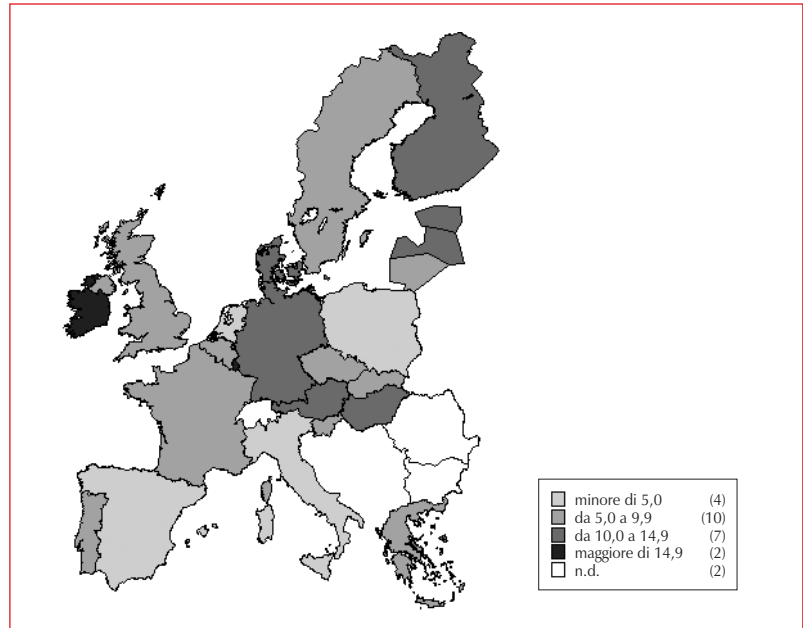 minore di 5,0 (4)
da 5,0 a 9,9 (10)
da 10,0 a 14,9 (7)
maggiore di 14,9 (2)
n.d. (2)